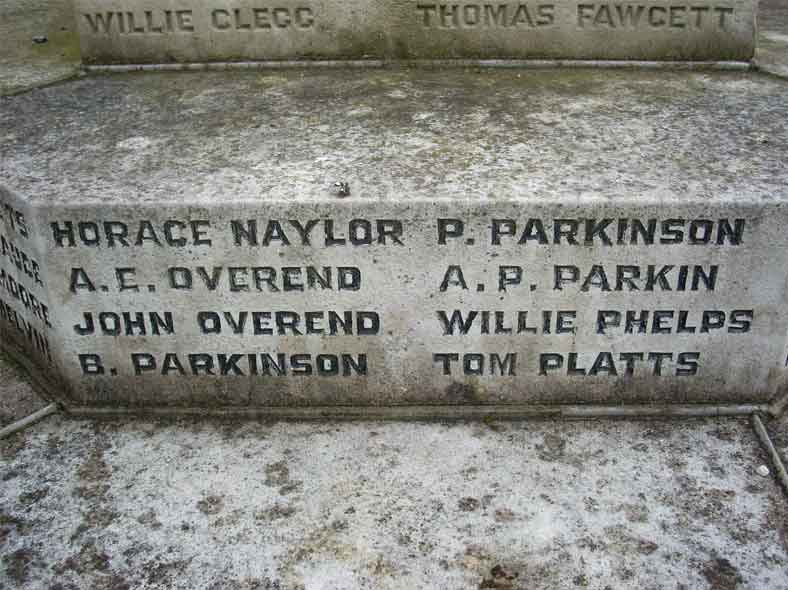 WILLIE CLEGG THOMAS FAWCETT
HORACE NAYLOR P. PARKINSON
A.E. OVEREND A.P. PARKIN
JOHN OVEREND WILLIE PHELPS
B. PARKINSON TOM PLATTS